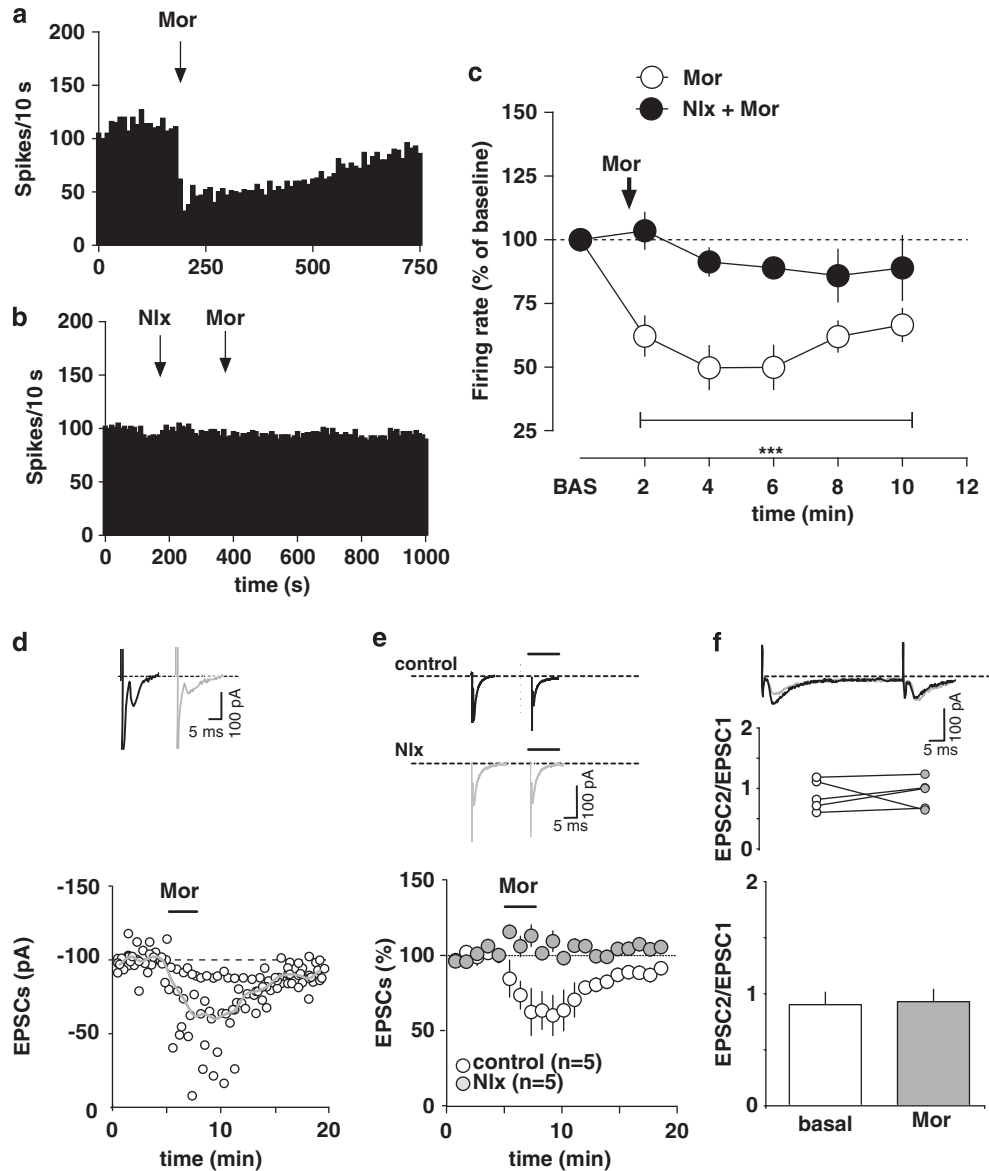 a
Mor
200
150
100
50
0
Spikes/10 s
0 250 500 750
b
Nlx Mor
200
150
100
50
0
Spikes/10 s
0 200 400 600 800 1000
time (s)
c
Mor
Nlx + Mor
150
125
100
75
50
25
Firing rate (% of baseline)
Mor
***
BAS 2 4 6 8 10 12
time (min)
d
5 ms
100 pA
-150
-100
-50
0
EPSCs (pA)
Mor
0 10 20
time (min)
e
control
Nlx
5 ms
100 pA
150
100
50
0
EPSCs (%)
Mor
control (n=5)
Nlx (n=5)
0 10 20
time (min)
f
5 ms
100 pA
2
1
0
EPSC2/EPSC1
2
1
0
EPSC2/EPSC1
basal Mor